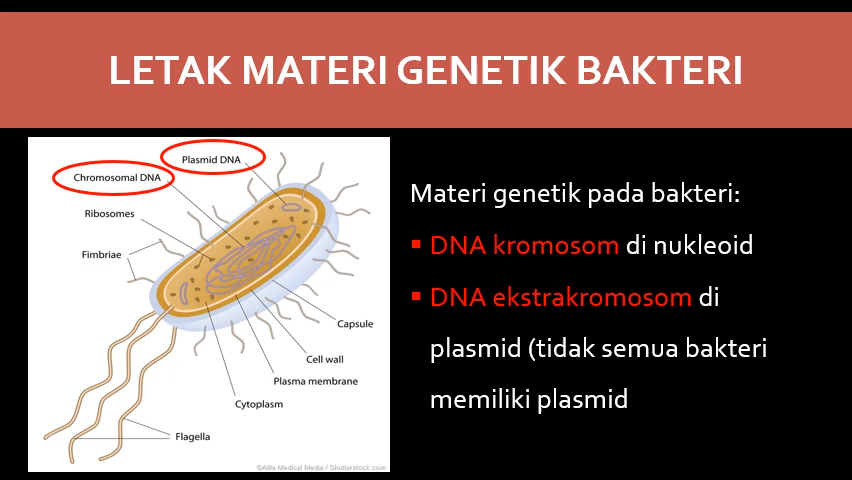 LETAK MATERI GENETIK BAKTERI
Plasmid DNA
Chromosomal DNA
Ribosomes
Fimbriae
Capsule
Cell wall
Plasma membrane
Cytoplasm
Flagella
©Alila Medical Media / Shutterstock.com
Materi genetik pada bakteri:
▪ DNA kromosom di nukleoid
▪ DNA ekstrakromosom di
plasmid (tidak semua bakteri
memiliki plasmid